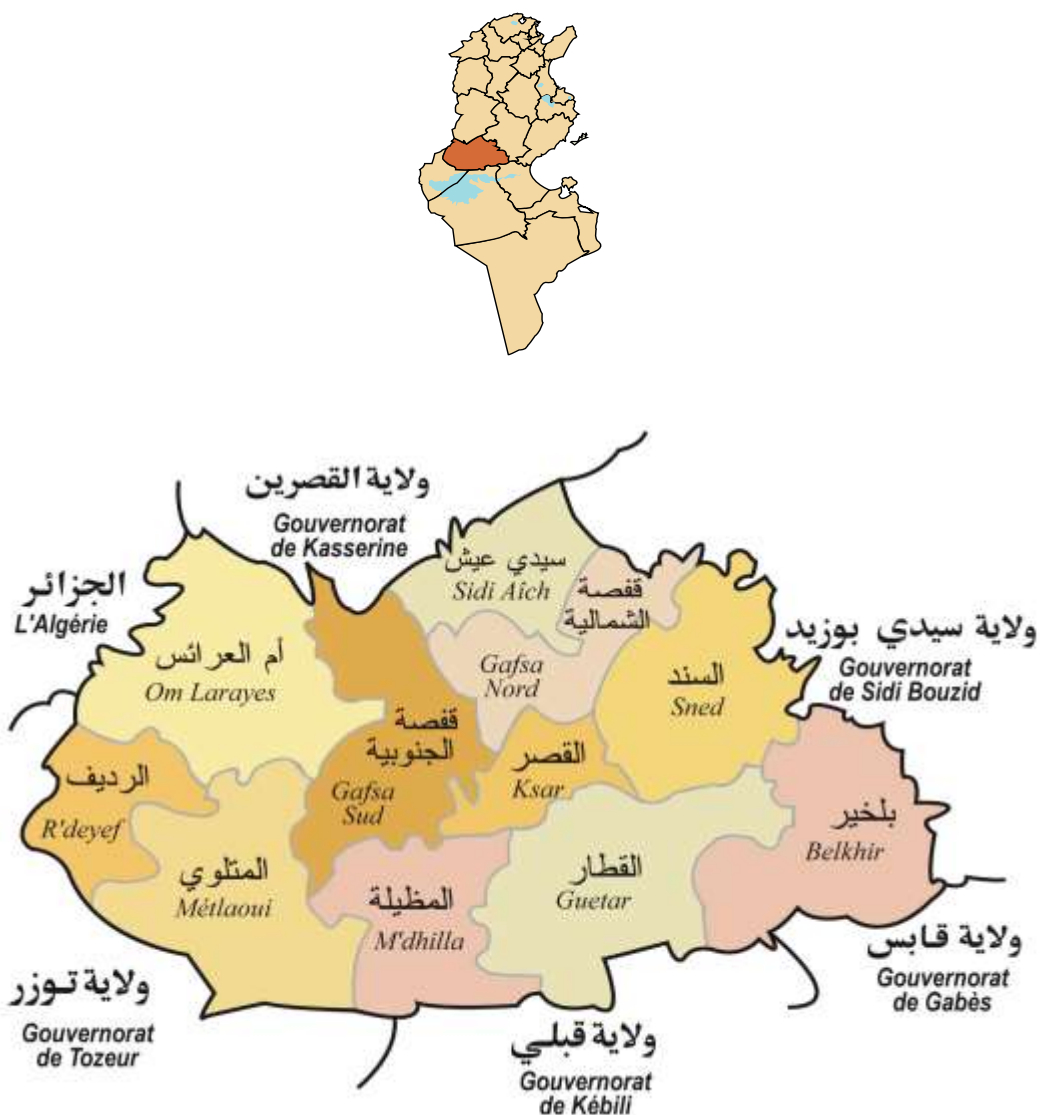 ولاية القصرين
Gouvernorat
de Kasserine
الجزائر
L'Algérie
سيدي عيش
Sidi Aîch
قفصة
الشمالية
Gafsa
Nord
ولاية سيدي بوزيد
Gouvernorat
de Sidi Bouzid
أم العرائس
Om Larayes
السند
Sned
قفصة
الجنوبية
Gafsa
Sud
القصر
Ksar
الرديف
R'deyef
بلخير
Belkhir
المتلوي
Métlaoui
المظيلة
M'dhilla
القطار
Guetar
ولاية قابس
Gouvernorat
de Gabès
ولاية توزر
Gouvernorat
de Tozeur
ولاية قبلي
Gouvernorat
de Kébili